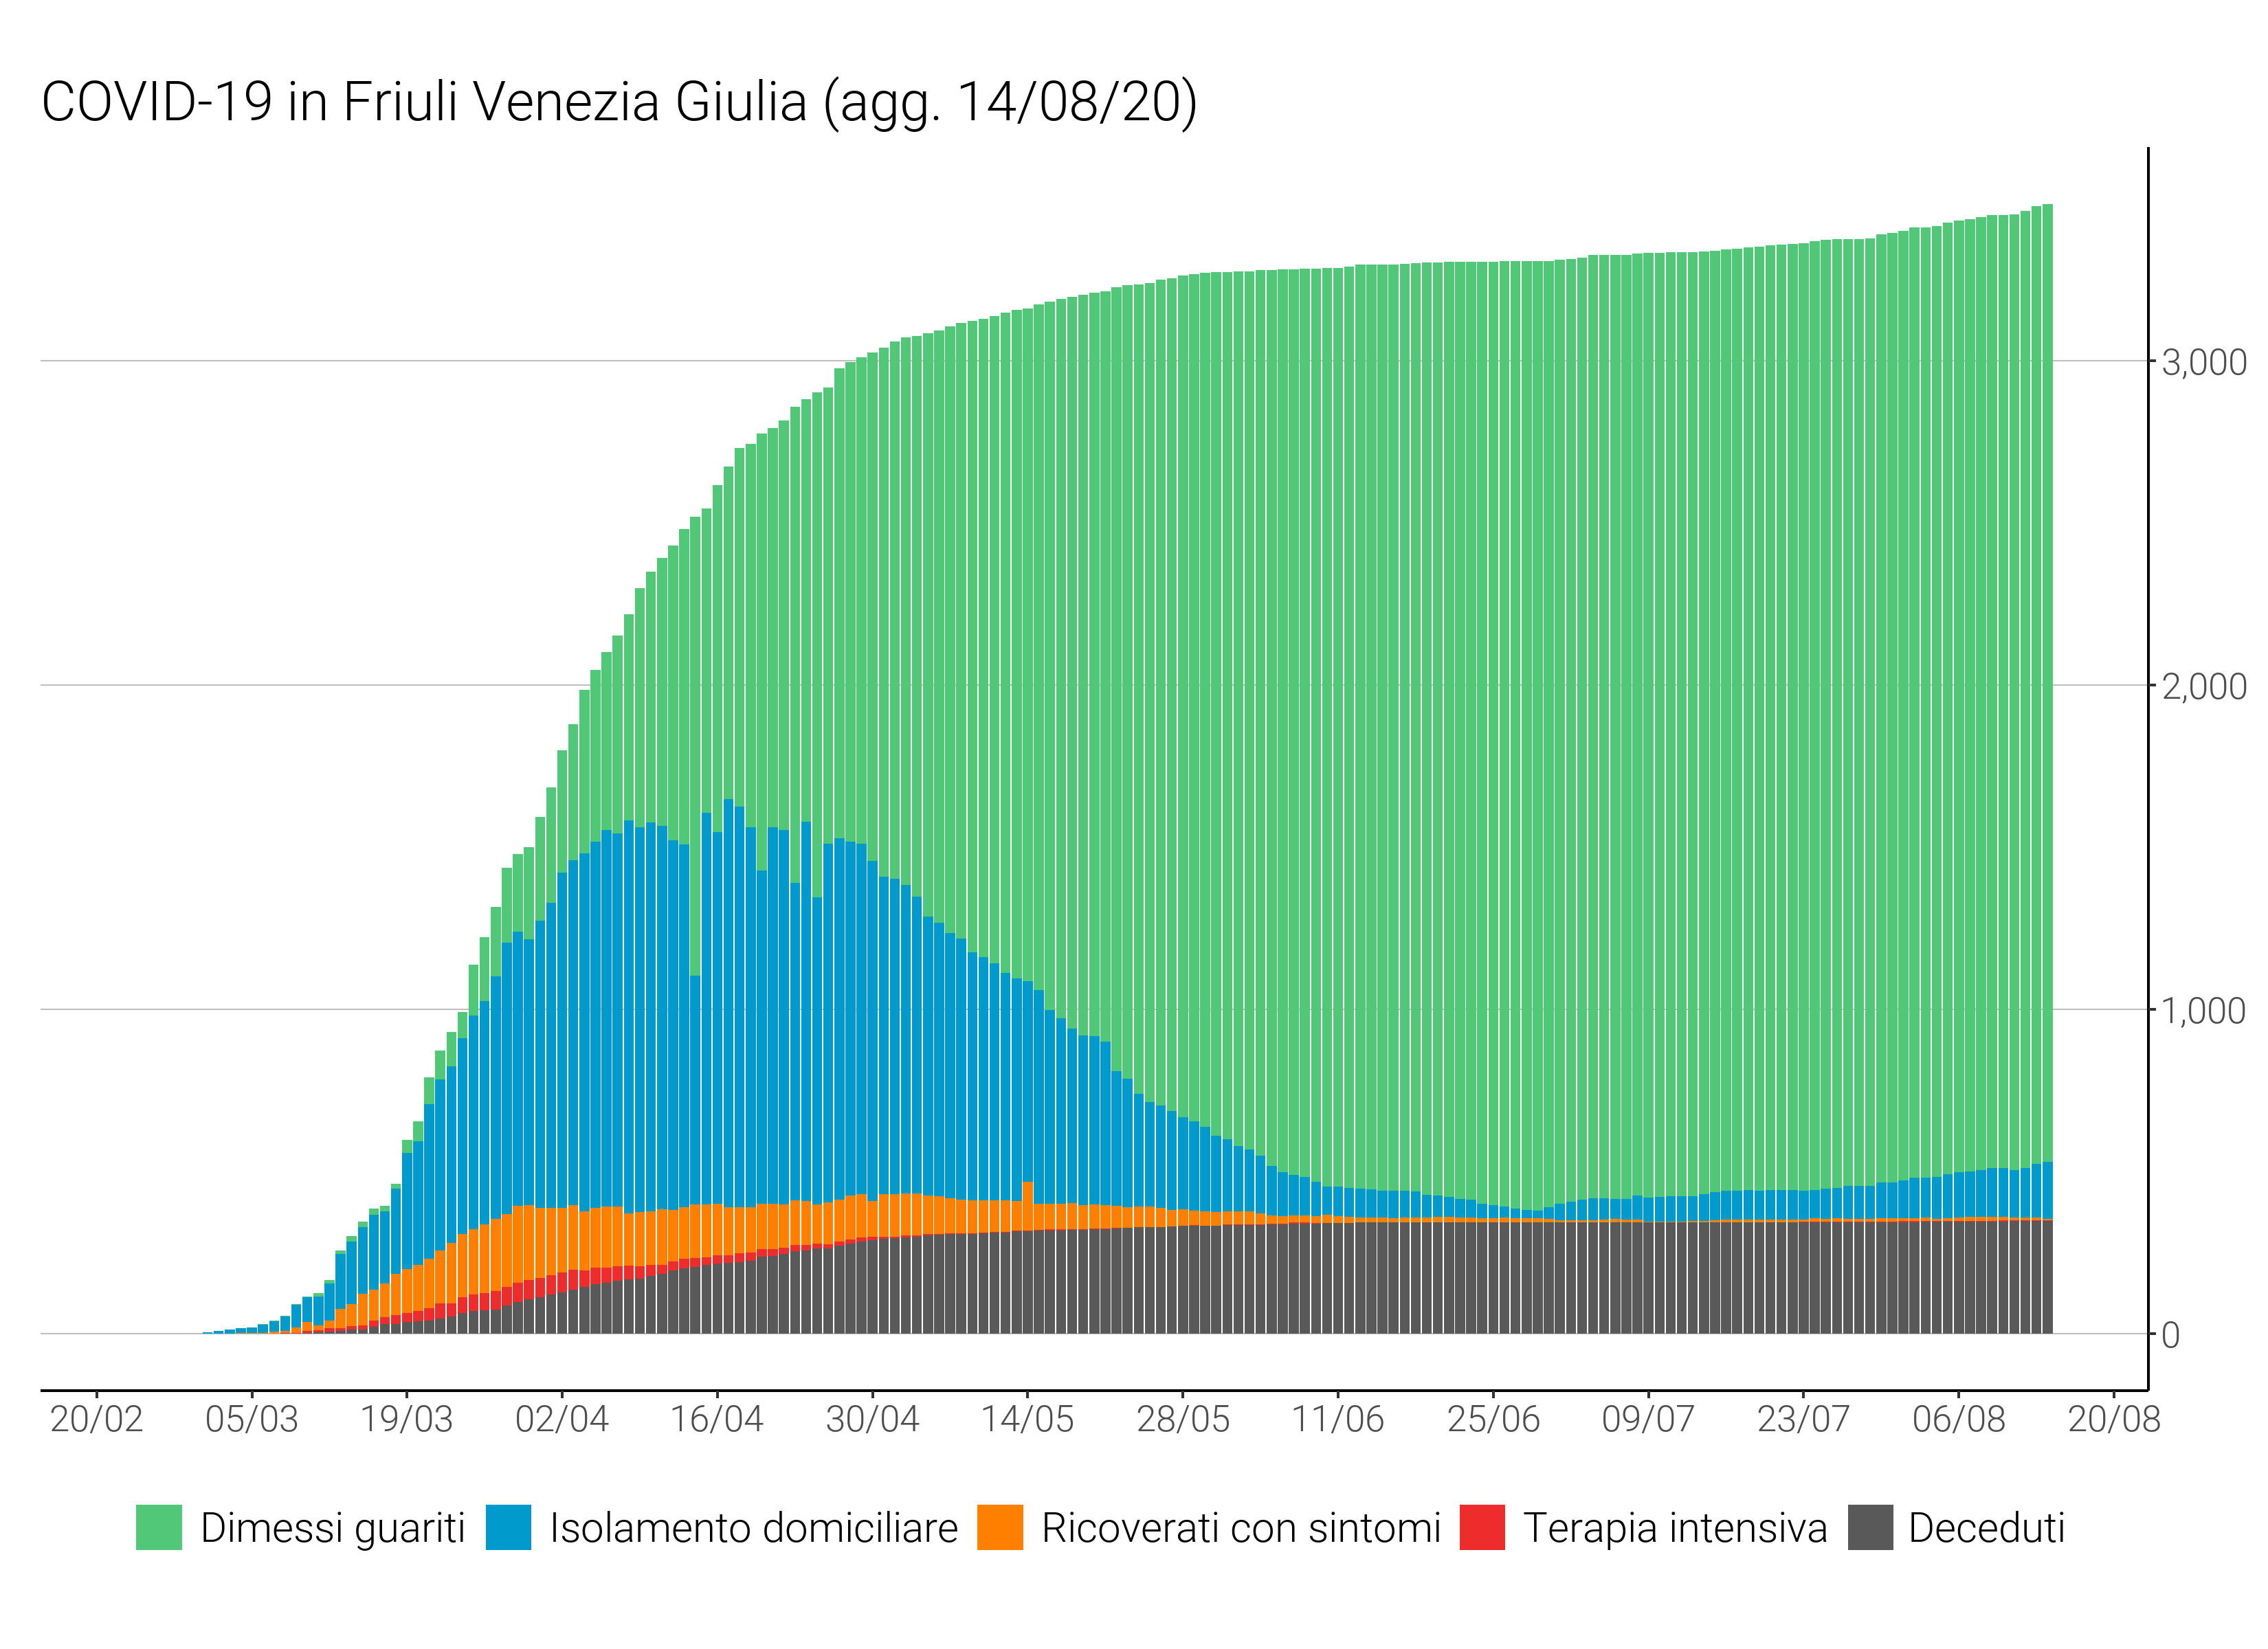 COVID-19 in Friuli Venezia Giulia (agg. 14/08/20)
3,000
2,000
1,000
0
20/02 05/03 19/03 02/04 16/04 30/04 14/05 28/05 11/06 25/06 09/07 23/07 06/08 20/08
Dimessi guariti Isolamento domiciliare Ricoverati con sintomi Terapia intensiva Deceduti